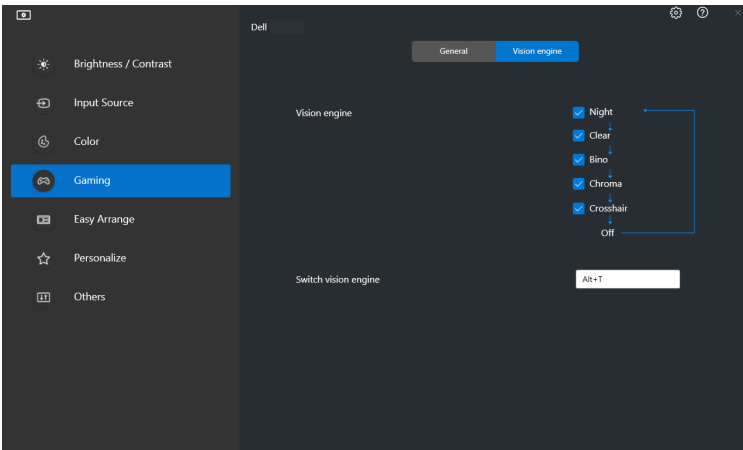 Dell
General
Vision engine
Brightness / Contrast
Input Source
Color
Gaming
Easy Arrange
Personalize
Others
Vision engine
Night
Clear
Bino
Chroma
Crosshair
Off
Switch vision engine
Alt+T